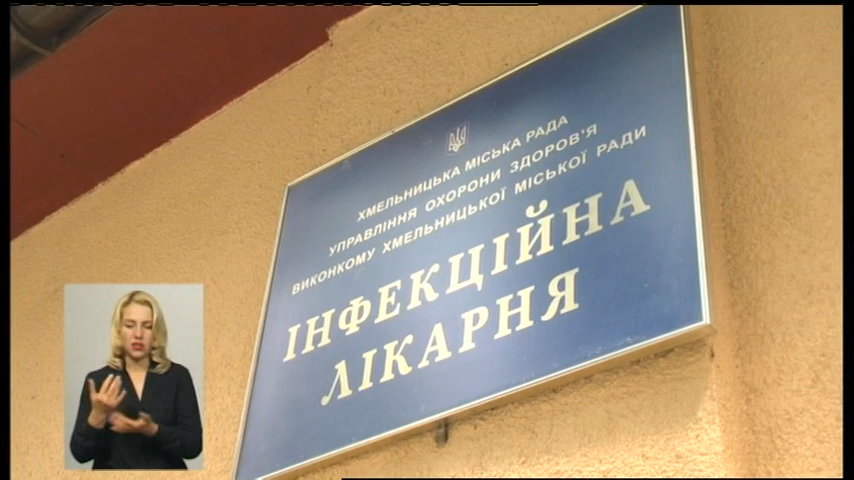 ХМЕЛЬНИЦЬКА МІСЬКА РАДА
УПРАВЛІННЯ ОХОРОНИ ЗДОРОВ'Я
ВИКОНКОМУ ХМЕЛЬНИЦЬКОЇ МІСЬКОЇ РАДИ
ІНФЕКЦІЙНА
ЛІКАРНЯ